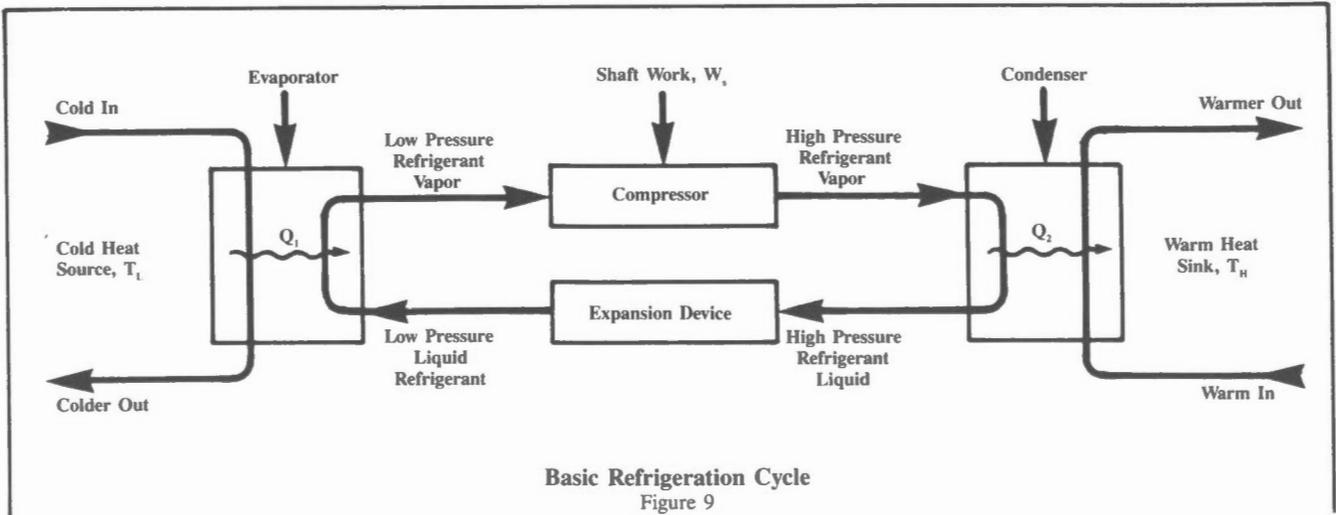 Evaporator
Shaft Work, Wₛ
Condenser
Cold In
Warmer Out
Low Pressure
Refrigerant
Vapor
High Pressure
Refrigerant
Vapor
Compressor
Q₁
Q₂
Cold Heat
Source, T_L
Warm Heat
Sink, T_H
Expansion Device
Low Pressure
Liquid
Refrigerant
High Pressure
Refrigerant
Liquid
Colder Out
Warm In
Basic Refrigeration Cycle
Figure 9